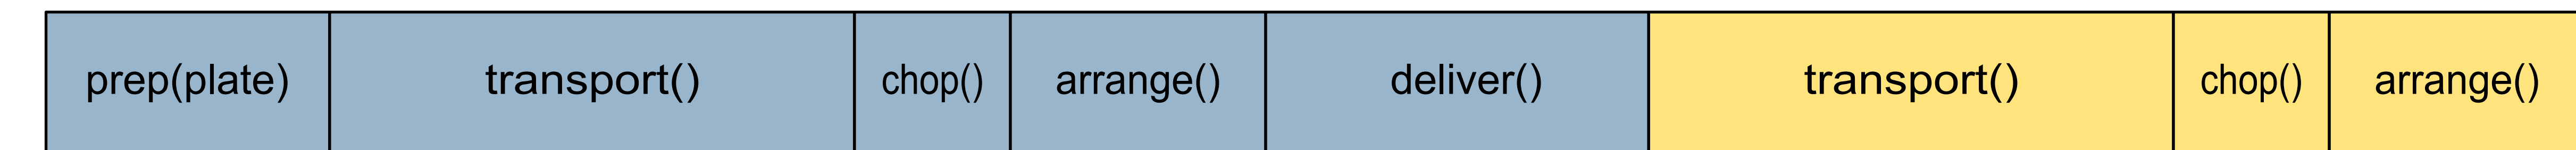 prep(plate) transport() chop() arrange() deliver() transport() chop() arrange()